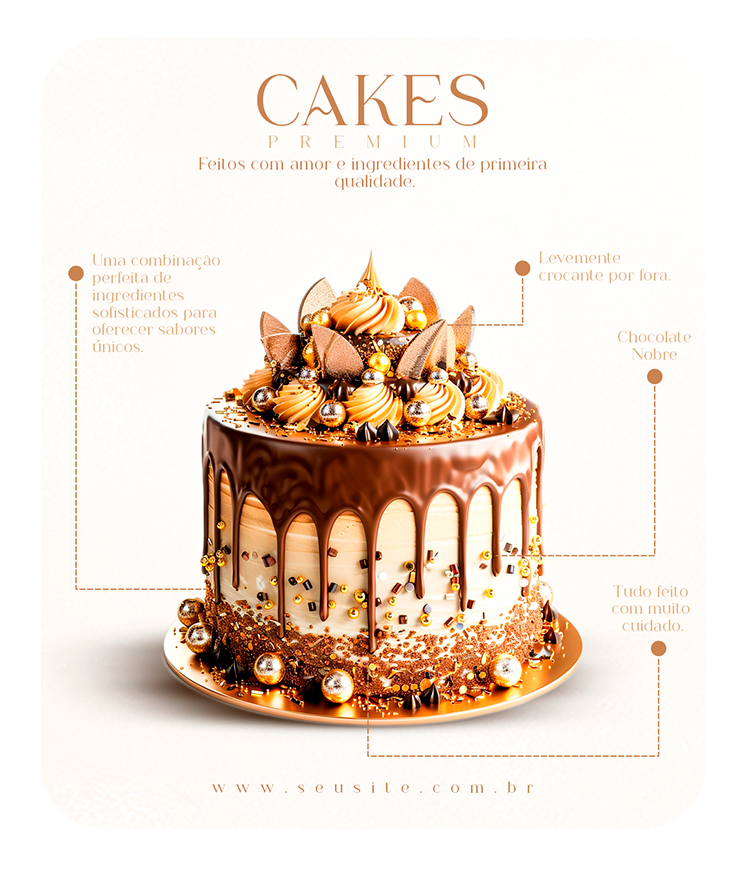 CAKES
PREMIUM
Feitos com amor e ingredientes de primeira
qualidade.
Uma combinação
perfeita de
ingredientes
sofisticados para
oferecer sabores
únicos.
Levemente
crocante por fora.
Chocolate
Nobre
Tudo feito
com muito
cuidado.
www.seusite.com.br